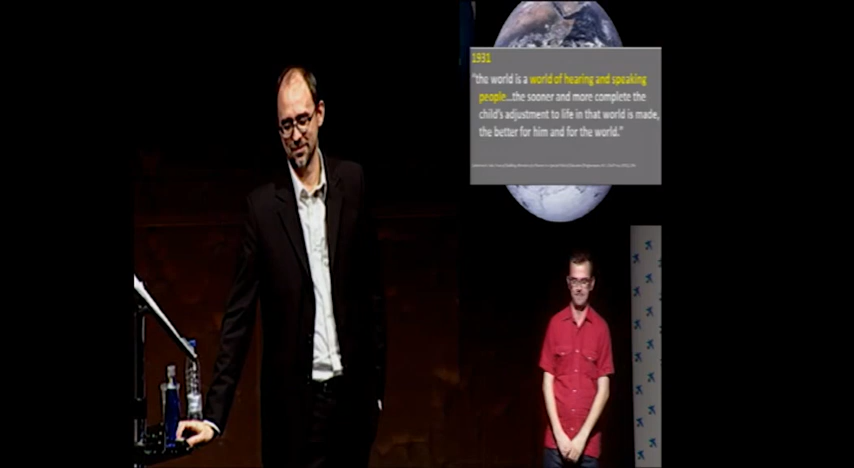 1931
"the world is a world of hearing and speaking
people...the sooner and more complete the
child's adjustment to life in that world is made,
the better for him and for the world."